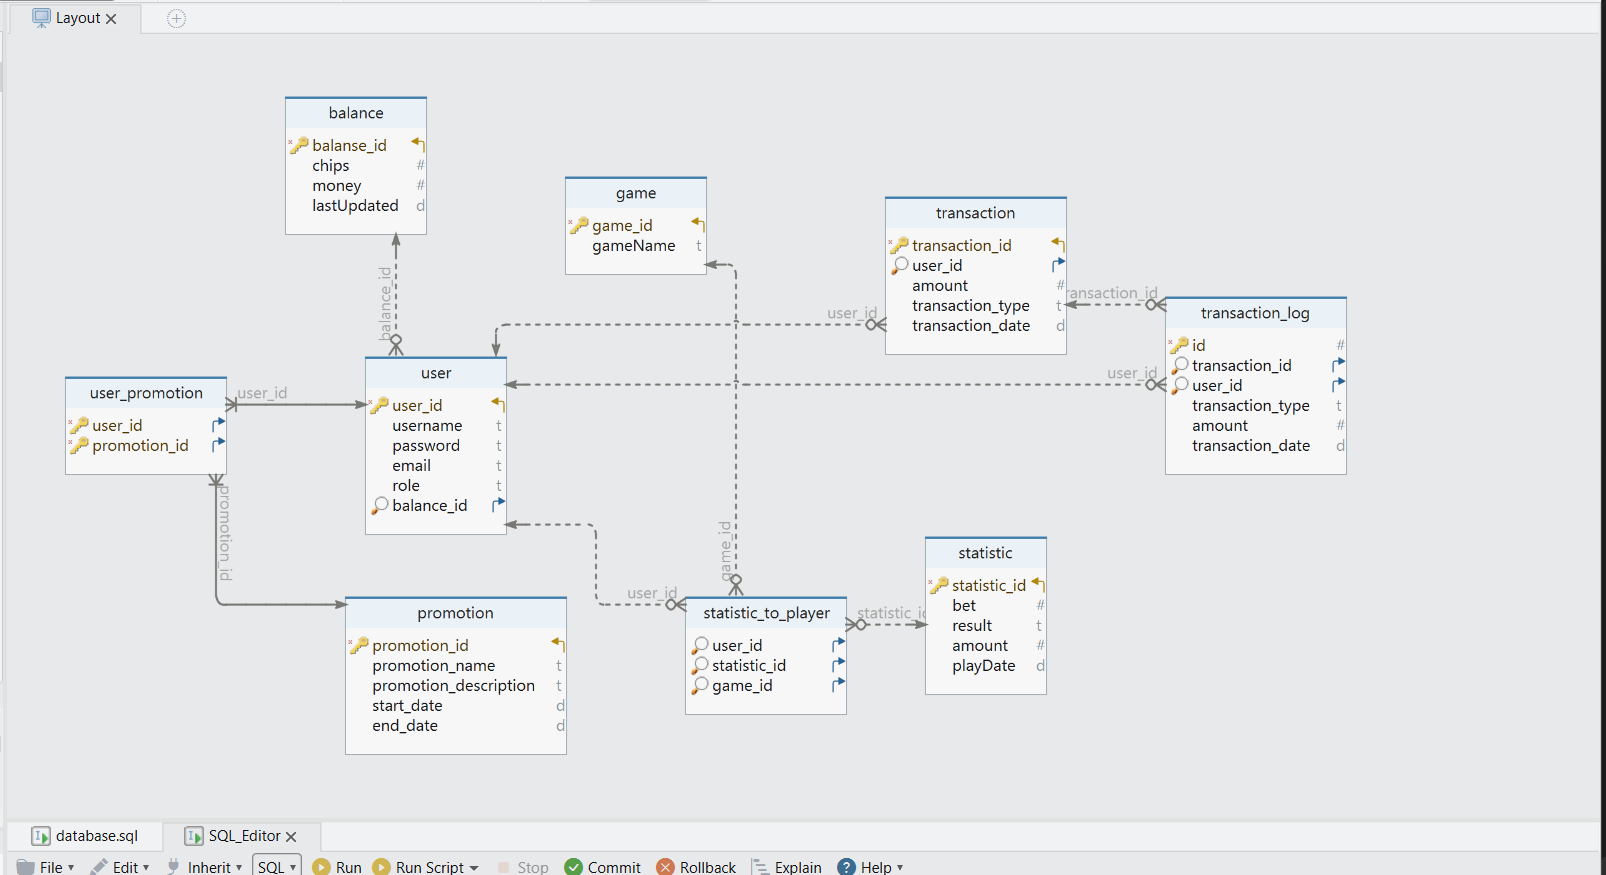 Layout
balance
balanse_id
chips #
money #
lastUpdated d
game
game_id
gameName t
transaction
transaction_id
user_id
amount #
transaction_type t
transaction_date d
ransaction_id
transaction_log
id #
transaction_id
user_id
transaction_type t
amount #
transaction_date d
balance_id
user_id
user_id
user
user_id
username t
password t
email t
role t
balance_id
user_promotion
user_id
promotion_id
user_id
promotion_id
game_id
user_id
statistic_id
promotion
promotion_id
promotion_name t
promotion_description t
start_date d
end_date d
statistic_to_player
user_id
statistic_id
game_id
statistic
statistic_id
bet #
result t
amount #
playDate d
database.sql SQL_Editor
File Edit Inherit SQL Run Run Script Stop Commit Rollback Explain Help